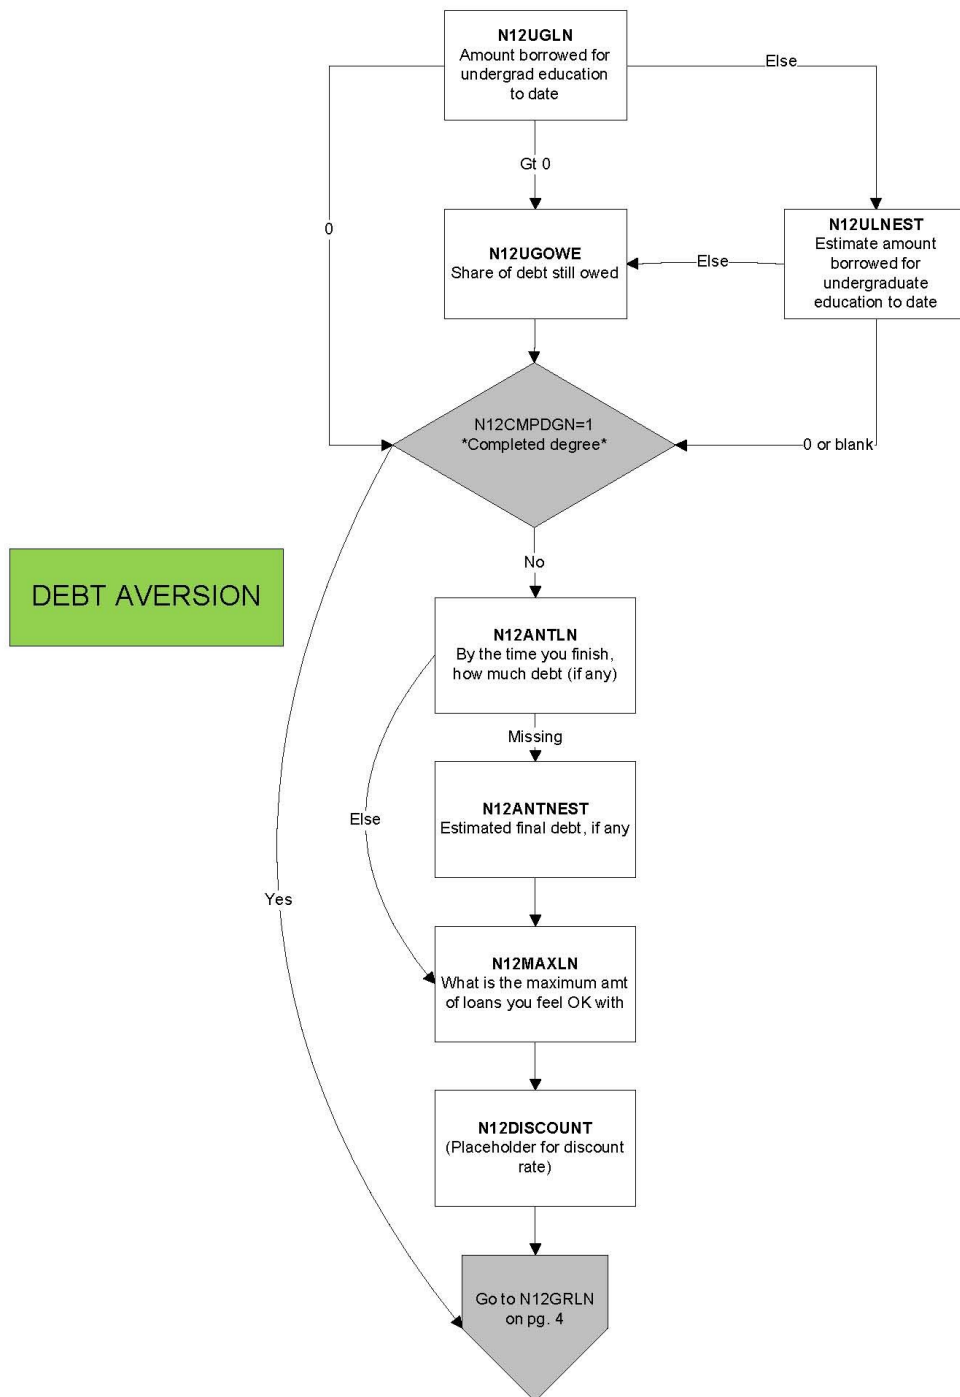 N12UGLN
Amount borrowed for
undergrad education
to date
Else
Gt 0
0
N12UGOWE
Share of debt still owed
Else
N12ULNEST
Estimate amount
borrowed for
undergraduate
education to date
N12CMPDGN=1
*Completed degree*
0 or blank
No
DEBT AVERSION
N12ANTLN
By the time you finish,
how much debt (if any)
Missing
N12ANTNEST
Estimated final debt, if any
Else
Yes
N12MAXLN
What is the maximum amt
of loans you feel OK with
N12DISCOUNT
(Placeholder for discount
rate)
Go to N12GRLN
on pg. 4